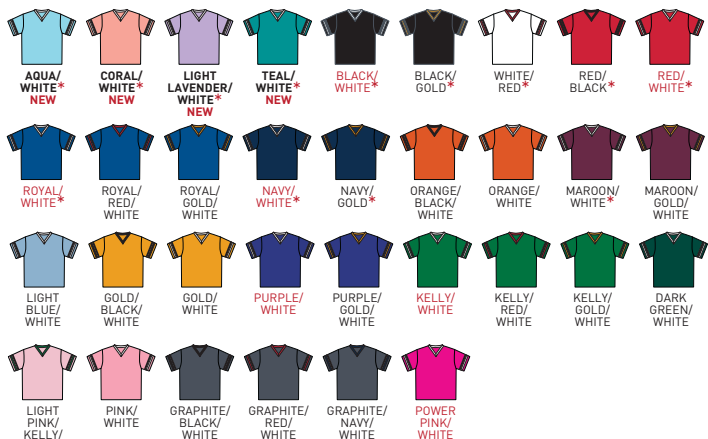 AQUA/
WHITE*
NEW
CORAL/
WHITE*
NEW
LIGHT
LAVENDER/
WHITE*
NEW
TEAL/
WHITE*
NEW
BLACK/
WHITE*
BLACK/
GOLD*
WHITE/
RED*
RED/
BLACK*
RED/
WHITE*
ROYAL/
WHITE*
ROYAL/
RED/
WHITE
ROYAL/
GOLD/
WHITE
NAVY/
WHITE*
NAVY/
GOLD*
ORANGE/
BLACK/
WHITE
ORANGE/
WHITE
MAROON/
WHITE*
MAROON/
GOLD/
WHITE
LIGHT
BLUE/
WHITE
GOLD/
BLACK/
WHITE
GOLD/
WHITE
PURPLE/
WHITE
PURPLE/
GOLD/
WHITE
KELLY/
WHITE
KELLY/
RED/
WHITE
KELLY/
GOLD/
WHITE
DARK
GREEN/
WHITE
LIGHT
PINK/
KELLY/
PINK/
WHITE
GRAPHITE/
BLACK/
WHITE
GRAPHITE/
RED/
WHITE
GRAPHITE/
NAVY/
WHITE
POWER
PINK/
WHITE